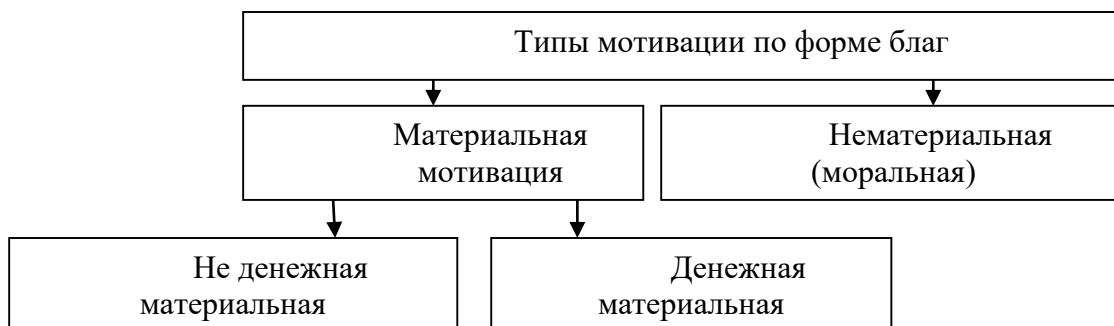 Типы мотивации по форме благ
Материальная
мотивация
Нематериальная
(моральная)
Не денежная
материальная
Денежная
материальная